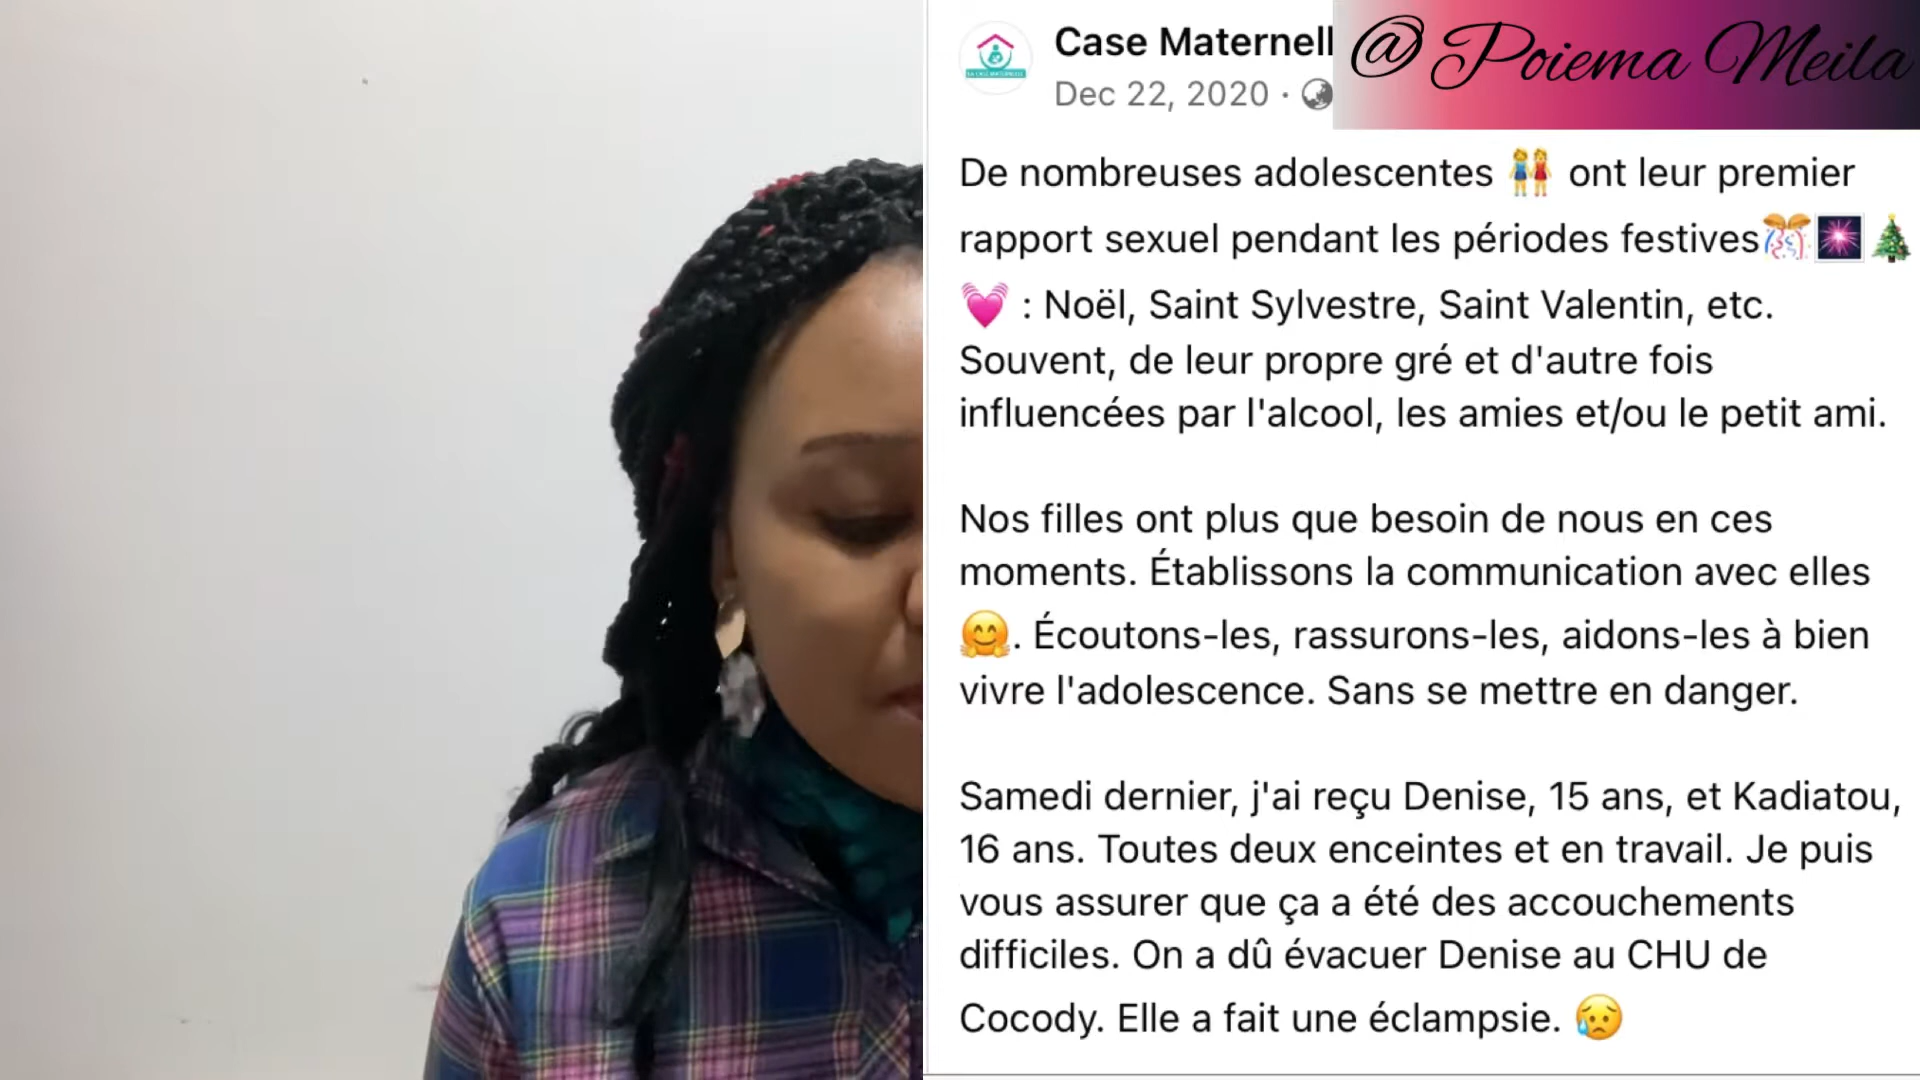 Case Maternell
@Poiema Meila
Dec 22, 2020 ·
LA CASE MATERNELLE
De nombreuses adolescentes 👭 ont leur premier
rapport sexuel pendant les périodes festives🎊🎆🎄
💓 : Noël, Saint Sylvestre, Saint Valentin, etc.
Souvent, de leur propre gré et d'autre fois
influencées par l'alcool, les amies et/ou le petit ami.
Nos filles ont plus que besoin de nous en ces
moments. Établissons la communication avec elles
🤗. Écoutons-les, rassurons-les, aidons-les à bien
vivre l'adolescence. Sans se mettre en danger.
Samedi dernier, j'ai reçu Denise, 15 ans, et Kadiatou,
16 ans. Toutes deux enceintes et en travail. Je puis
vous assurer que ça a été des accouchements
difficiles. On a dû évacuer Denise au CHU de
Cocody. Elle a fait une éclampsie. 😥